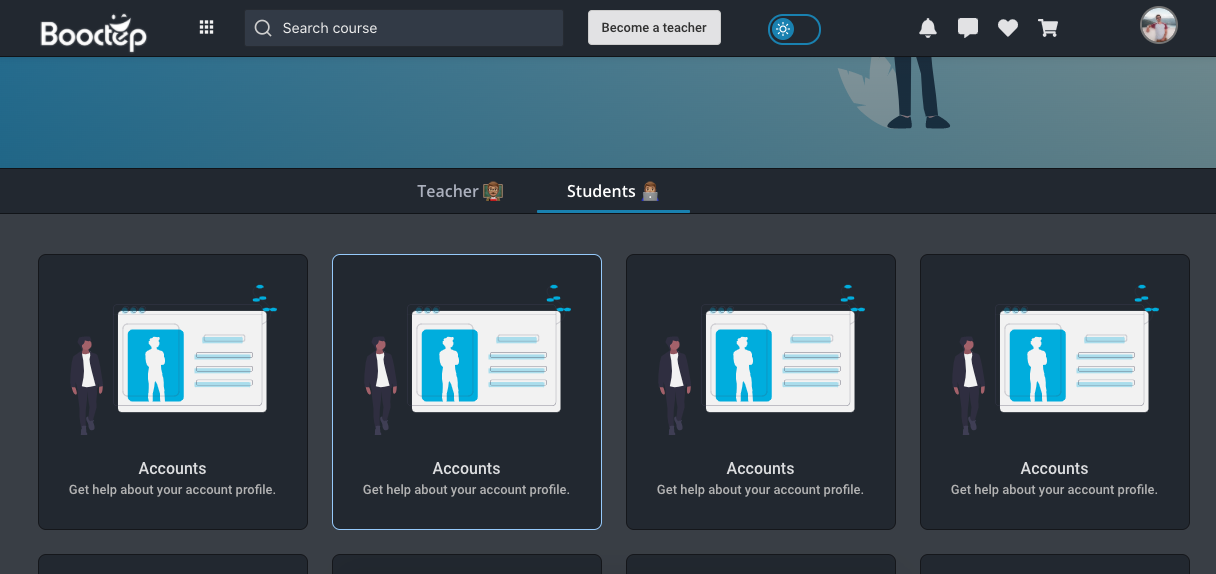 Booctep
Search course
Become a teacher
Teacher
Students
Accounts
Get help about your account profile.
Accounts
Get help about your account profile.
Accounts
Get help about your account profile.
Accounts
Get help about your account profile.